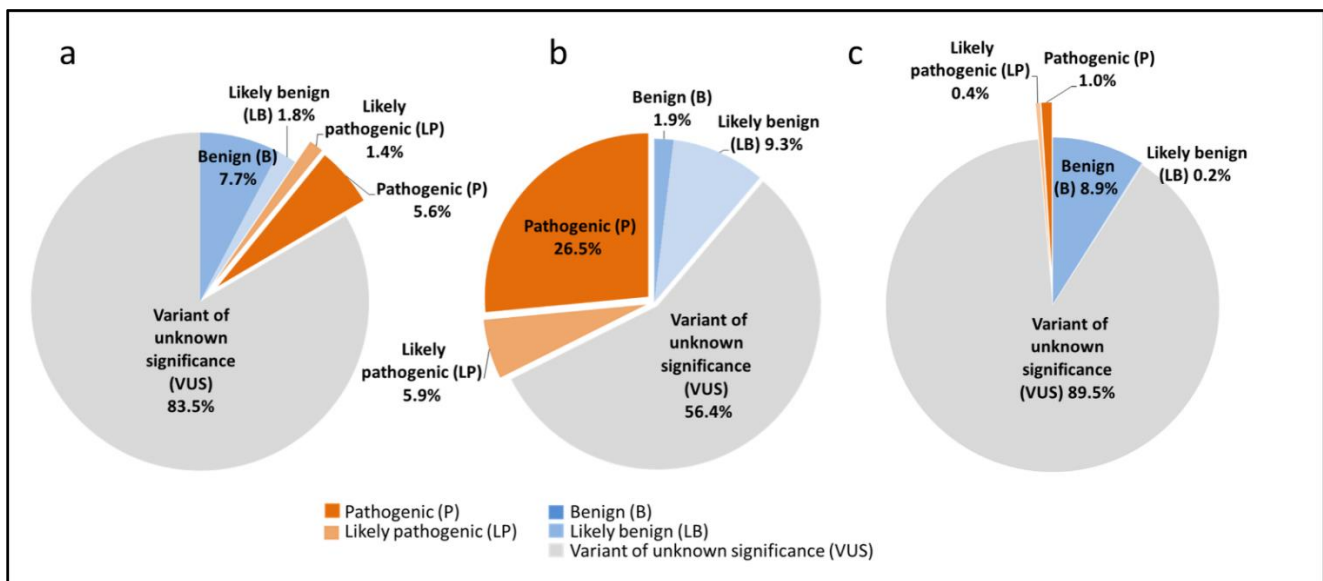 a
Likely benign
(LB) 1.8%
Likely
pathogenic (LP)
1.4%
Benign (B)
7.7%
Pathogenic (P)
5.6%
Variant of
unknown
significance
(VUS)
83.5%
b
Benign (B)
1.9%
Likely benign
(LB) 9.3%
Pathogenic (P)
26.5%
Likely
pathogenic (LP)
5.9%
Variant of
unknown
significance
(VUS)
56.4%
c
Likely
pathogenic (LP)
0.4%
Pathogenic (P)
1.0%
Benign
(B) 8.9%
Likely benign
(LB) 0.2%
Variant of
unknown
significance
(VUS) 89.5%
Pathogenic (P)
Likely pathogenic (LP)
Benign (B)
Likely benign (LB)
Variant of unknown significance (VUS)